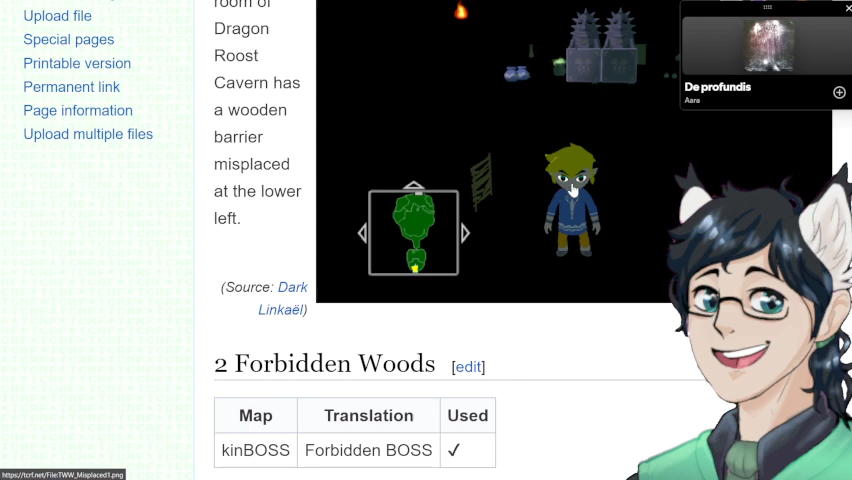 Upload file
Special pages
Printable version
Permanent link
Page information
Upload multiple files
room of
Dragon
Roost
Cavern has
a wooden
barrier
misplaced
at the lower
left.
(Source: Dark
Linkaël)
De profundis
Aara
2 Forbidden Woods [edit]
Map Translation Used
kinBOSS Forbidden BOSS ✓
https://tcrf.net/File:TWW_Misplaced1.png